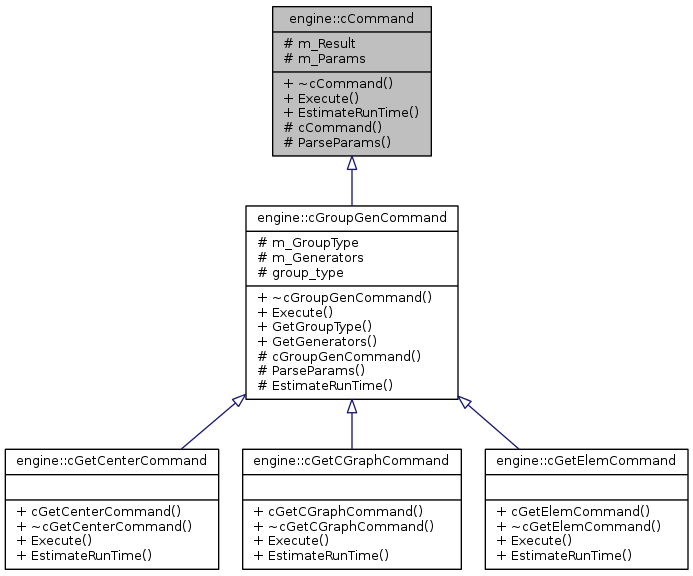 engine::cCommand
# m_Result
# m_Params
+ ~cCommand()
+ Execute()
+ EstimateRunTime()
# cCommand()
# ParseParams()
engine::cGroupGenCommand
# m_GroupType
# m_Generators
# group_type
+ ~cGroupGenCommand()
+ Execute()
+ GetGroupType()
+ GetGenerators()
# cGroupGenCommand()
# ParseParams()
# EstimateRunTime()
engine::cGetCenterCommand
+ cGetCenterCommand()
+ ~cGetCenterCommand()
+ Execute()
+ EstimateRunTime()
engine::cGetCGraphCommand
+ cGetCGraphCommand()
+ ~cGetCGraphCommand()
+ Execute()
+ EstimateRunTime()
engine::cGetElemCommand
+ cGetElemCommand()
+ ~cGetElemCommand()
+ Execute()
+ EstimateRunTime()